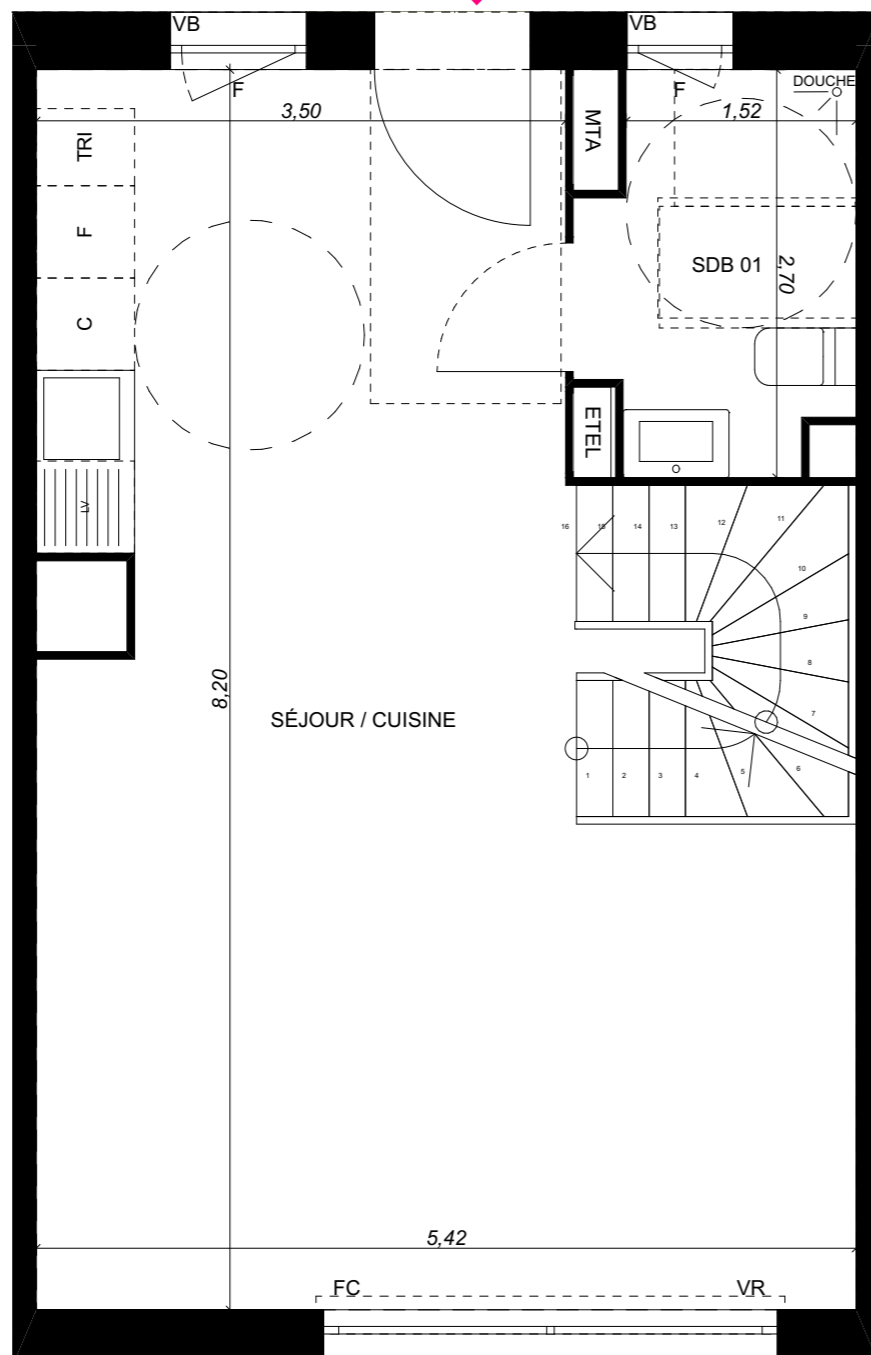 VB
VB
F
F
DOUCHE
3,50
1,52
MTA
TRI
F
C
SDB 01
2,70
ETEL
LV
16
15
14
13
12
11
10
9
8
7
6
5
4
3
2
1
8,20
SÉJOUR / CUISINE
5,42
FC
VR